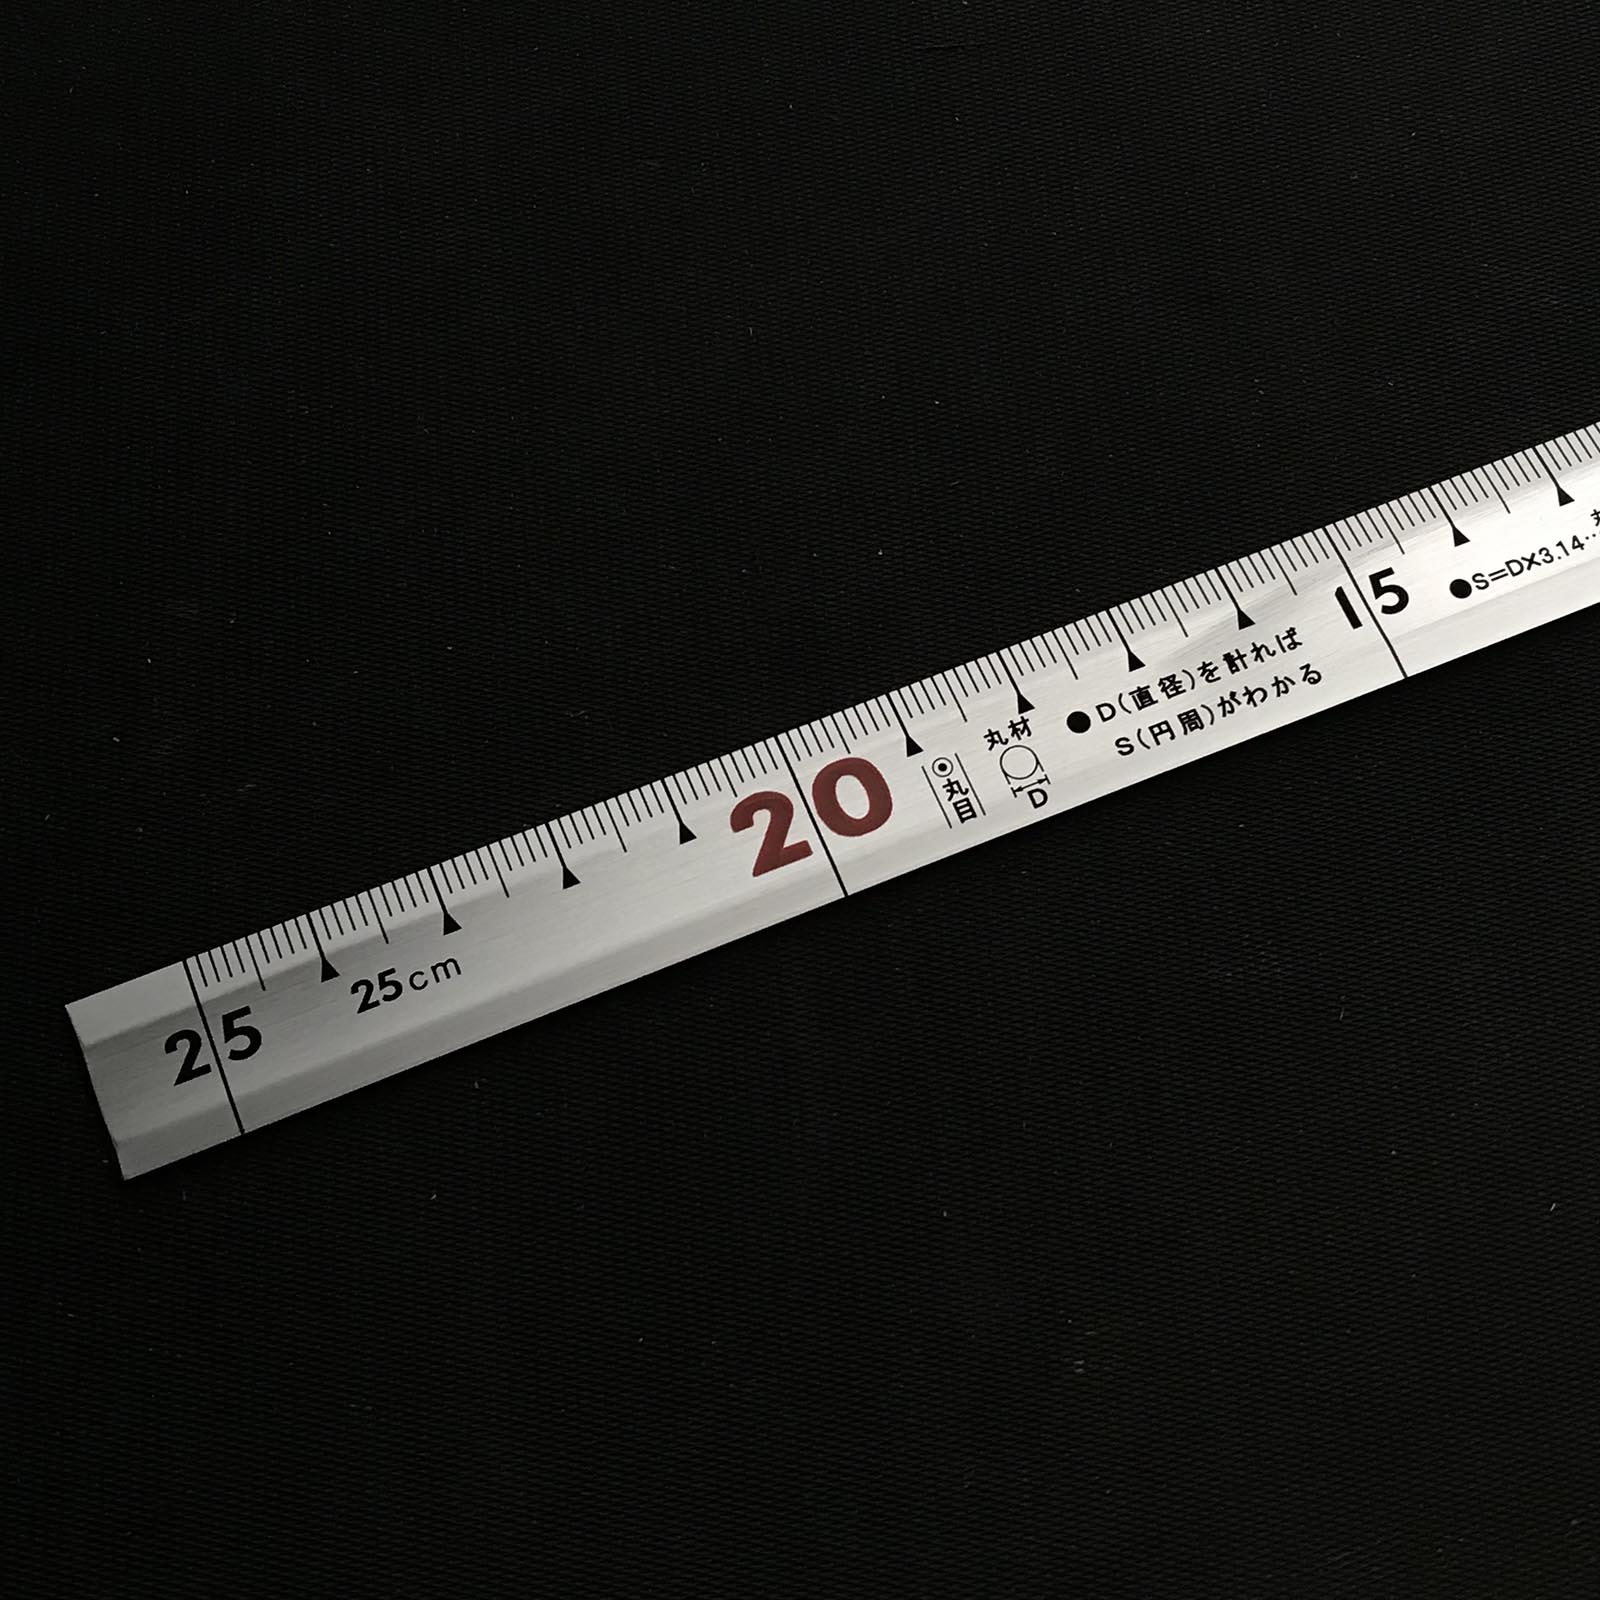 25
25cm
20
丸目
丸材
D
●D(直径)を計れば
S(円周)がわかる
15
●S=D×3.14…